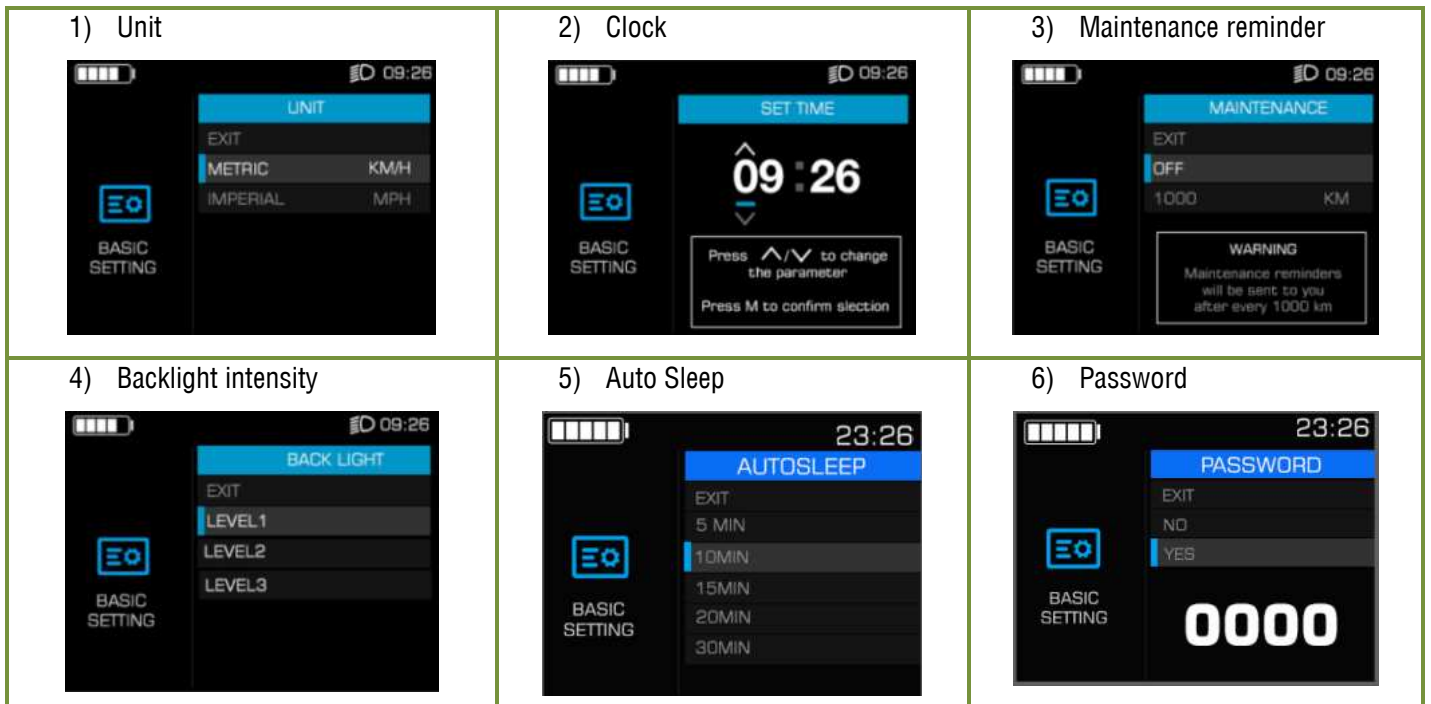 1) Unit
09:26
UNIT
EXIT
METRIC KM/H
IMPERIAL MPH
BASIC
SETTING
2) Clock
09:26
SET TIME
09:26
BASIC
SETTING
Press ∧/∨ to change
the parameter
Press M to confirm slection
3) Maintenance reminder
09:26
MAINTENANCE
EXIT
OFF
1000 KM
BASIC
SETTING
WARNING
Maintenance reminders
will be sent to you
after every 1000 km
4) Backlight intensity
09:26
BACK LIGHT
EXIT
LEVEL1
LEVEL2
LEVEL3
BASIC
SETTING
5) Auto Sleep
23:26
AUTOSLEEP
EXIT
5 MIN
10MIN
15MIN
20MIN
30MIN
BASIC
SETTING
6) Password
23:26
PASSWORD
EXIT
NO
YES
BASIC
SETTING
0000